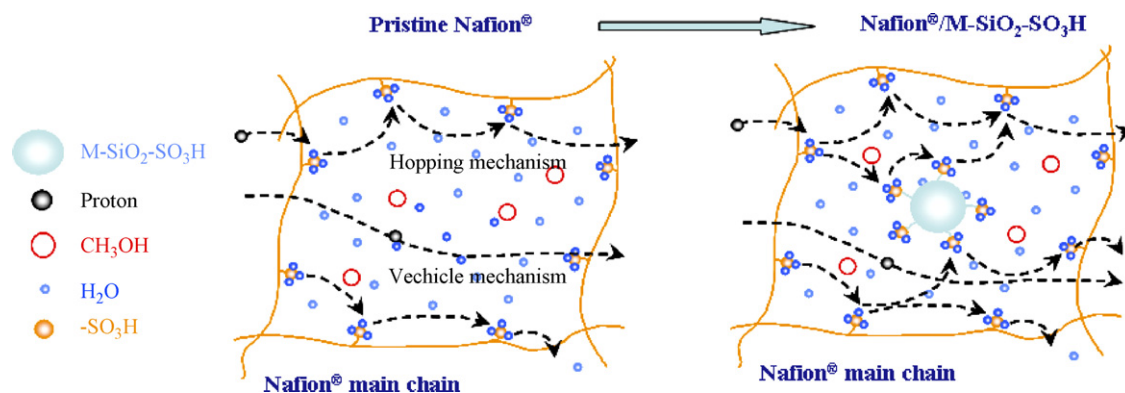 Pristine Nafion®
Nafion®/M-SiO₂-SO₃H
M-SiO₂-SO₃H
Proton
CH₃OH
H₂O
-SO₃H
Hopping mechanism
Vechicle mechanism
Nafion® main chain
Nafion® main chain